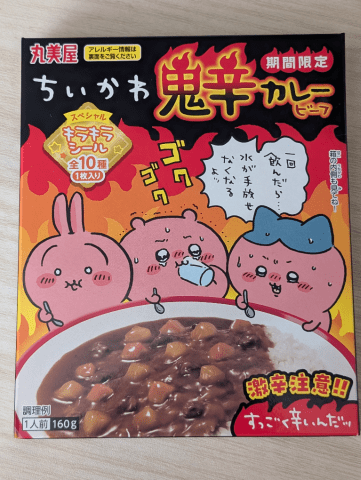 丸美屋
アレルギー情報は
裏面をご覧ください
期間限定
ちいかわ
鬼辛カレー
ビーフ
スペシャル
キラキラ
シール
全10種
1枚入り
ゴク
ゴク
一回
飲んだら…
水が手放せ
なくなる
よッ
激辛注意!!
すっごく辛いんだッ
調理例
1人前 160g